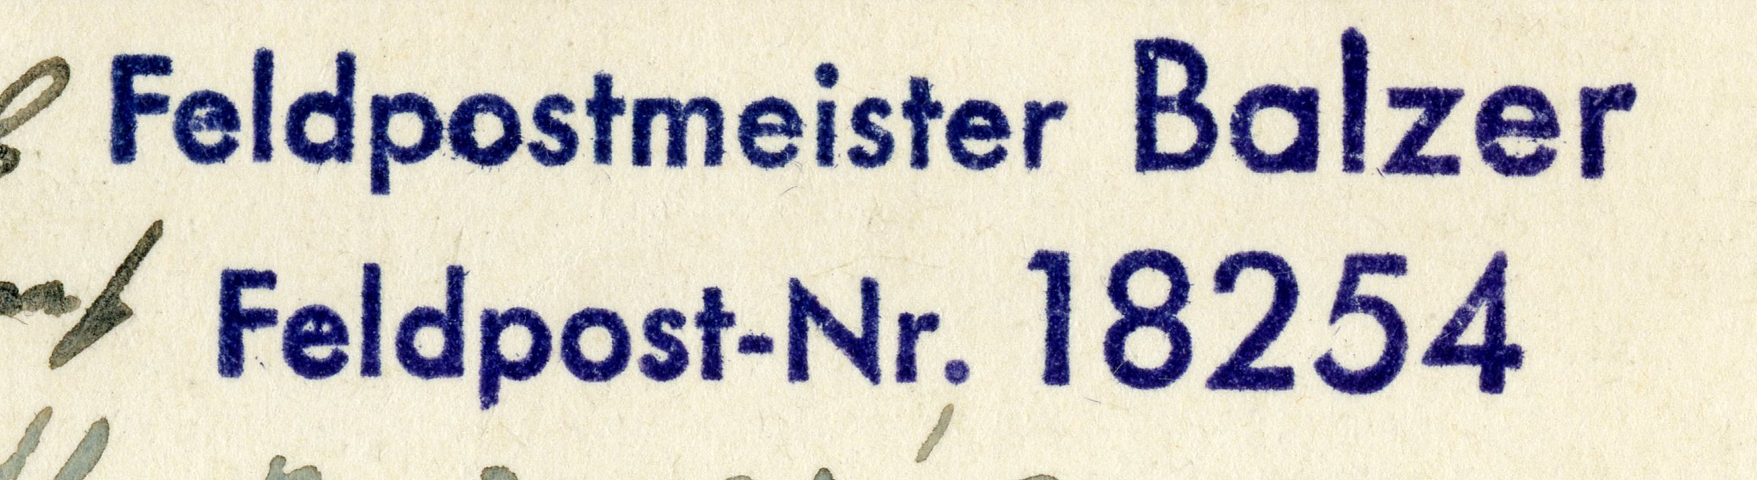 Feldpostmeister Balzer
Feldpost-Nr. 18254